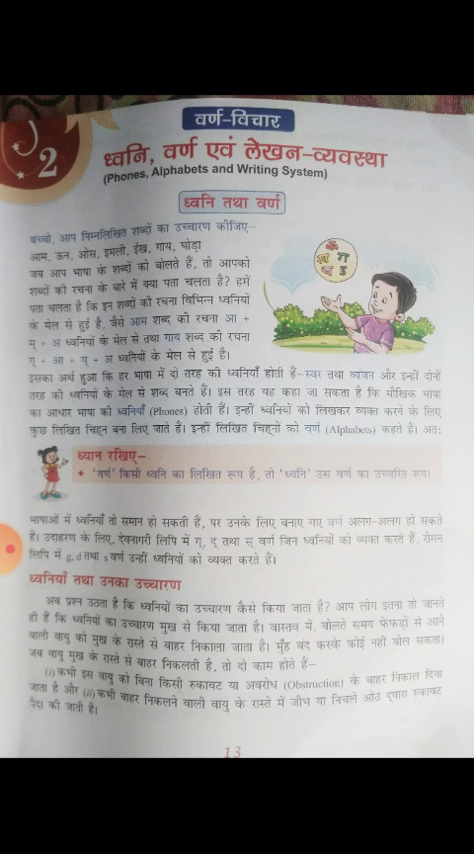 वर्ण-विचार
2
ध्वनि, वर्ण एवं लेखन-व्यवस्था
(Phones, Alphabets and Writing System)
ध्वनि तथा वर्ण
बच्चो, आप निम्नलिखित शब्दों का उच्चारण कीजिए–
आम, ऊन, ओस, इमली, ईख, गाय, घोड़ा
जब आप भाषा के शब्दों को बोलते हैं, तो आपको
शब्दों की रचना के बारे में क्या पता चलता है? हमें
पता चलता है कि इन शब्दों की रचना विभिन्न ध्वनियों
के मेल से हुई है, जैसे आम शब्द की रचना आ +
म् + अ ध्वनियों के मेल से तथा गाय शब्द की रचना
ग् + आ + य् + अ ध्वनियों के मेल से हुई है।
इसका अर्थ हुआ कि हर भाषा में दो तरह की ध्वनियाँ होती हैं–स्वर तथा व्यंजन और इन्हीं दोनों
तरह की ध्वनियों के मेल से शब्द बनते हैं। इस तरह यह कहा जा सकता है कि मौखिक भाषा
का आधार भाषा की ध्वनियाँ (Phones) होती हैं। इन्हीं ध्वनियों को लिखकर व्यक्त करने के लिए
कुछ लिखित चिह्न बना लिए जाते हैं। इन्हीं लिखित चिह्नों को वर्ण (Alphabets) कहते हैं। अतः
ध्यान रखिए–
• 'वर्ण' किसी ध्वनि का लिखित रूप है, तो 'ध्वनि' उस वर्ण का उच्चरित रूप।
भाषाओं में ध्वनियाँ तो समान हो सकती हैं, पर उनके लिए बनाए गए वर्ण अलग-अलग हो सकते
हैं। उदाहरण के लिए, देवनागरी लिपि में ग्, द् तथा स् वर्ण जिन ध्वनियों को व्यक्त करते हैं, रोमन
लिपि में g, d तथा s वर्ण उन्हीं ध्वनियों को व्यक्त करते हैं।
ध्वनियाँ तथा उनका उच्चारण
अब प्रश्न उठता है कि ध्वनियों का उच्चारण कैसे किया जाता है? आप लोग इतना तो जानते
ही हैं कि ध्वनियों का उच्चारण मुख से किया जाता है। वास्तव में, बोलते समय फेफड़ों से आने
वाली वायु को मुख के रास्ते से बाहर निकाला जाता है। मुँह बंद करके कोई नहीं बोल सकता।
जब वायु मुख के रास्ते से बाहर निकलती है, तो दो काम होते हैं–
(i) कभी इस वायु को बिना किसी रुकावट या अवरोध (Obstruction) के बाहर निकाल दिया
जाता है और (ii) कभी बाहर निकलने वाली वायु के रास्ते में जीभ या निचले ओंठ द्वारा रुकावट
पैदा की जाती है।
13